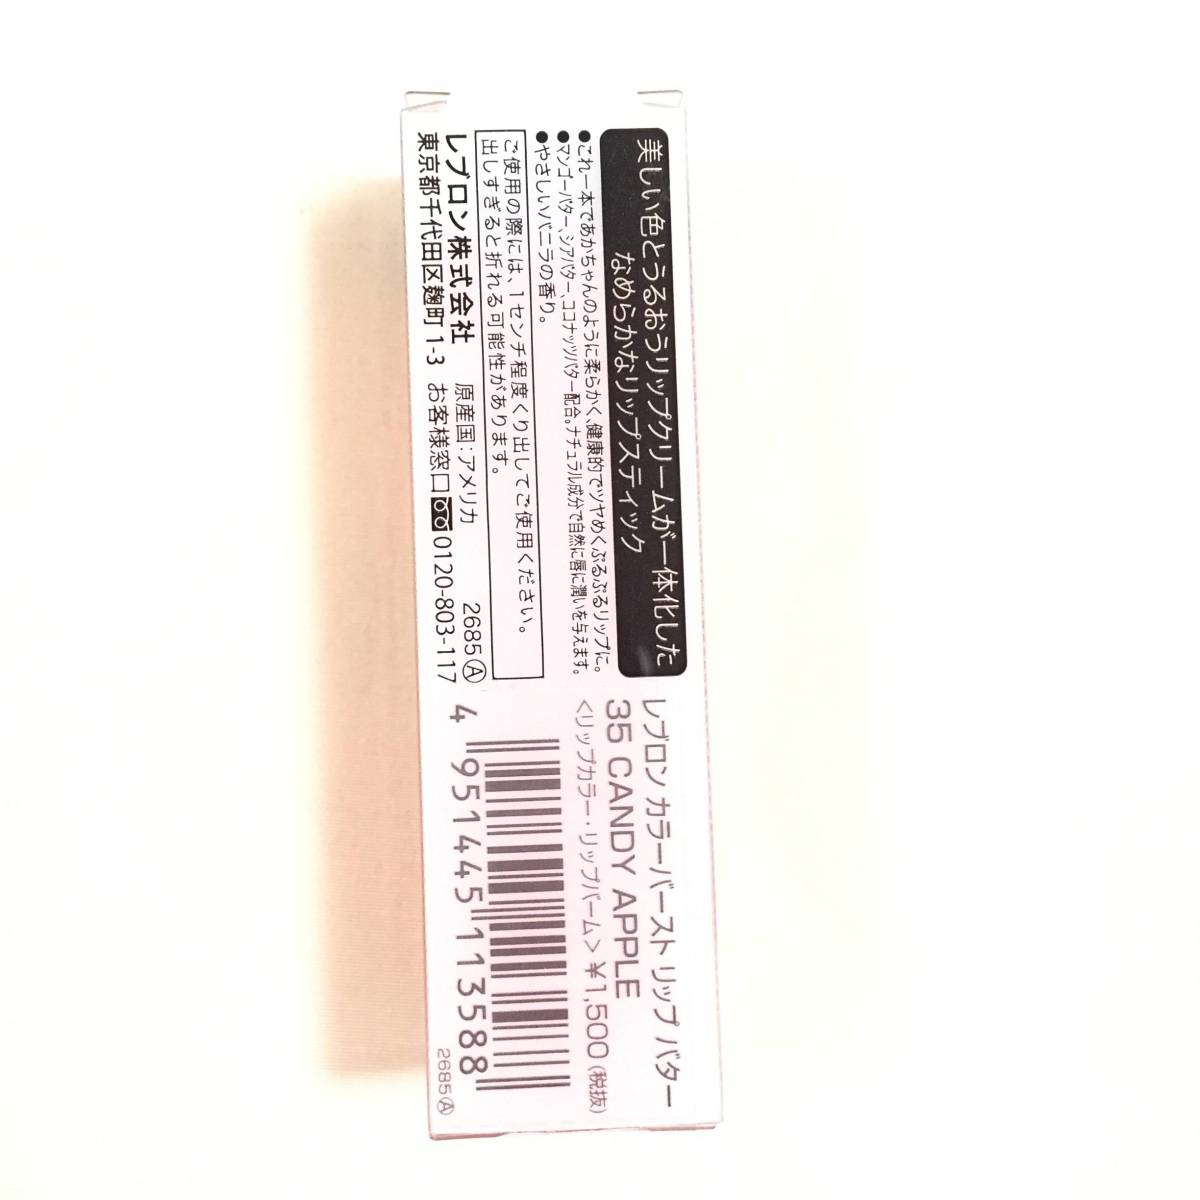 美しい色とうるおうリップクリームが一体化した
なめらかなリップスティック
●これ一本であかちゃんのように柔らかく、健康的でツヤめくぷるぷるリップに。
●マンゴーバター、シアバター、ココナッツバター配合。ナチュラル成分で自然に唇に潤いを与えます。
●やさしいバニラの香り。
ご使用の際には、1センチ程度くり出してご使用ください。
出しすぎると折れる可能性があります。
レブロン株式会社 原産国:アメリカ 2685Ⓐ
東京都千代田区麹町1-3 お客様窓口 0120-803-117
レブロン カラーバースト リップ バター
35 CANDY APPLE
<リップカラー・リップバーム> ¥1,500 (税抜)
4 951445 113588
2685Ⓐ